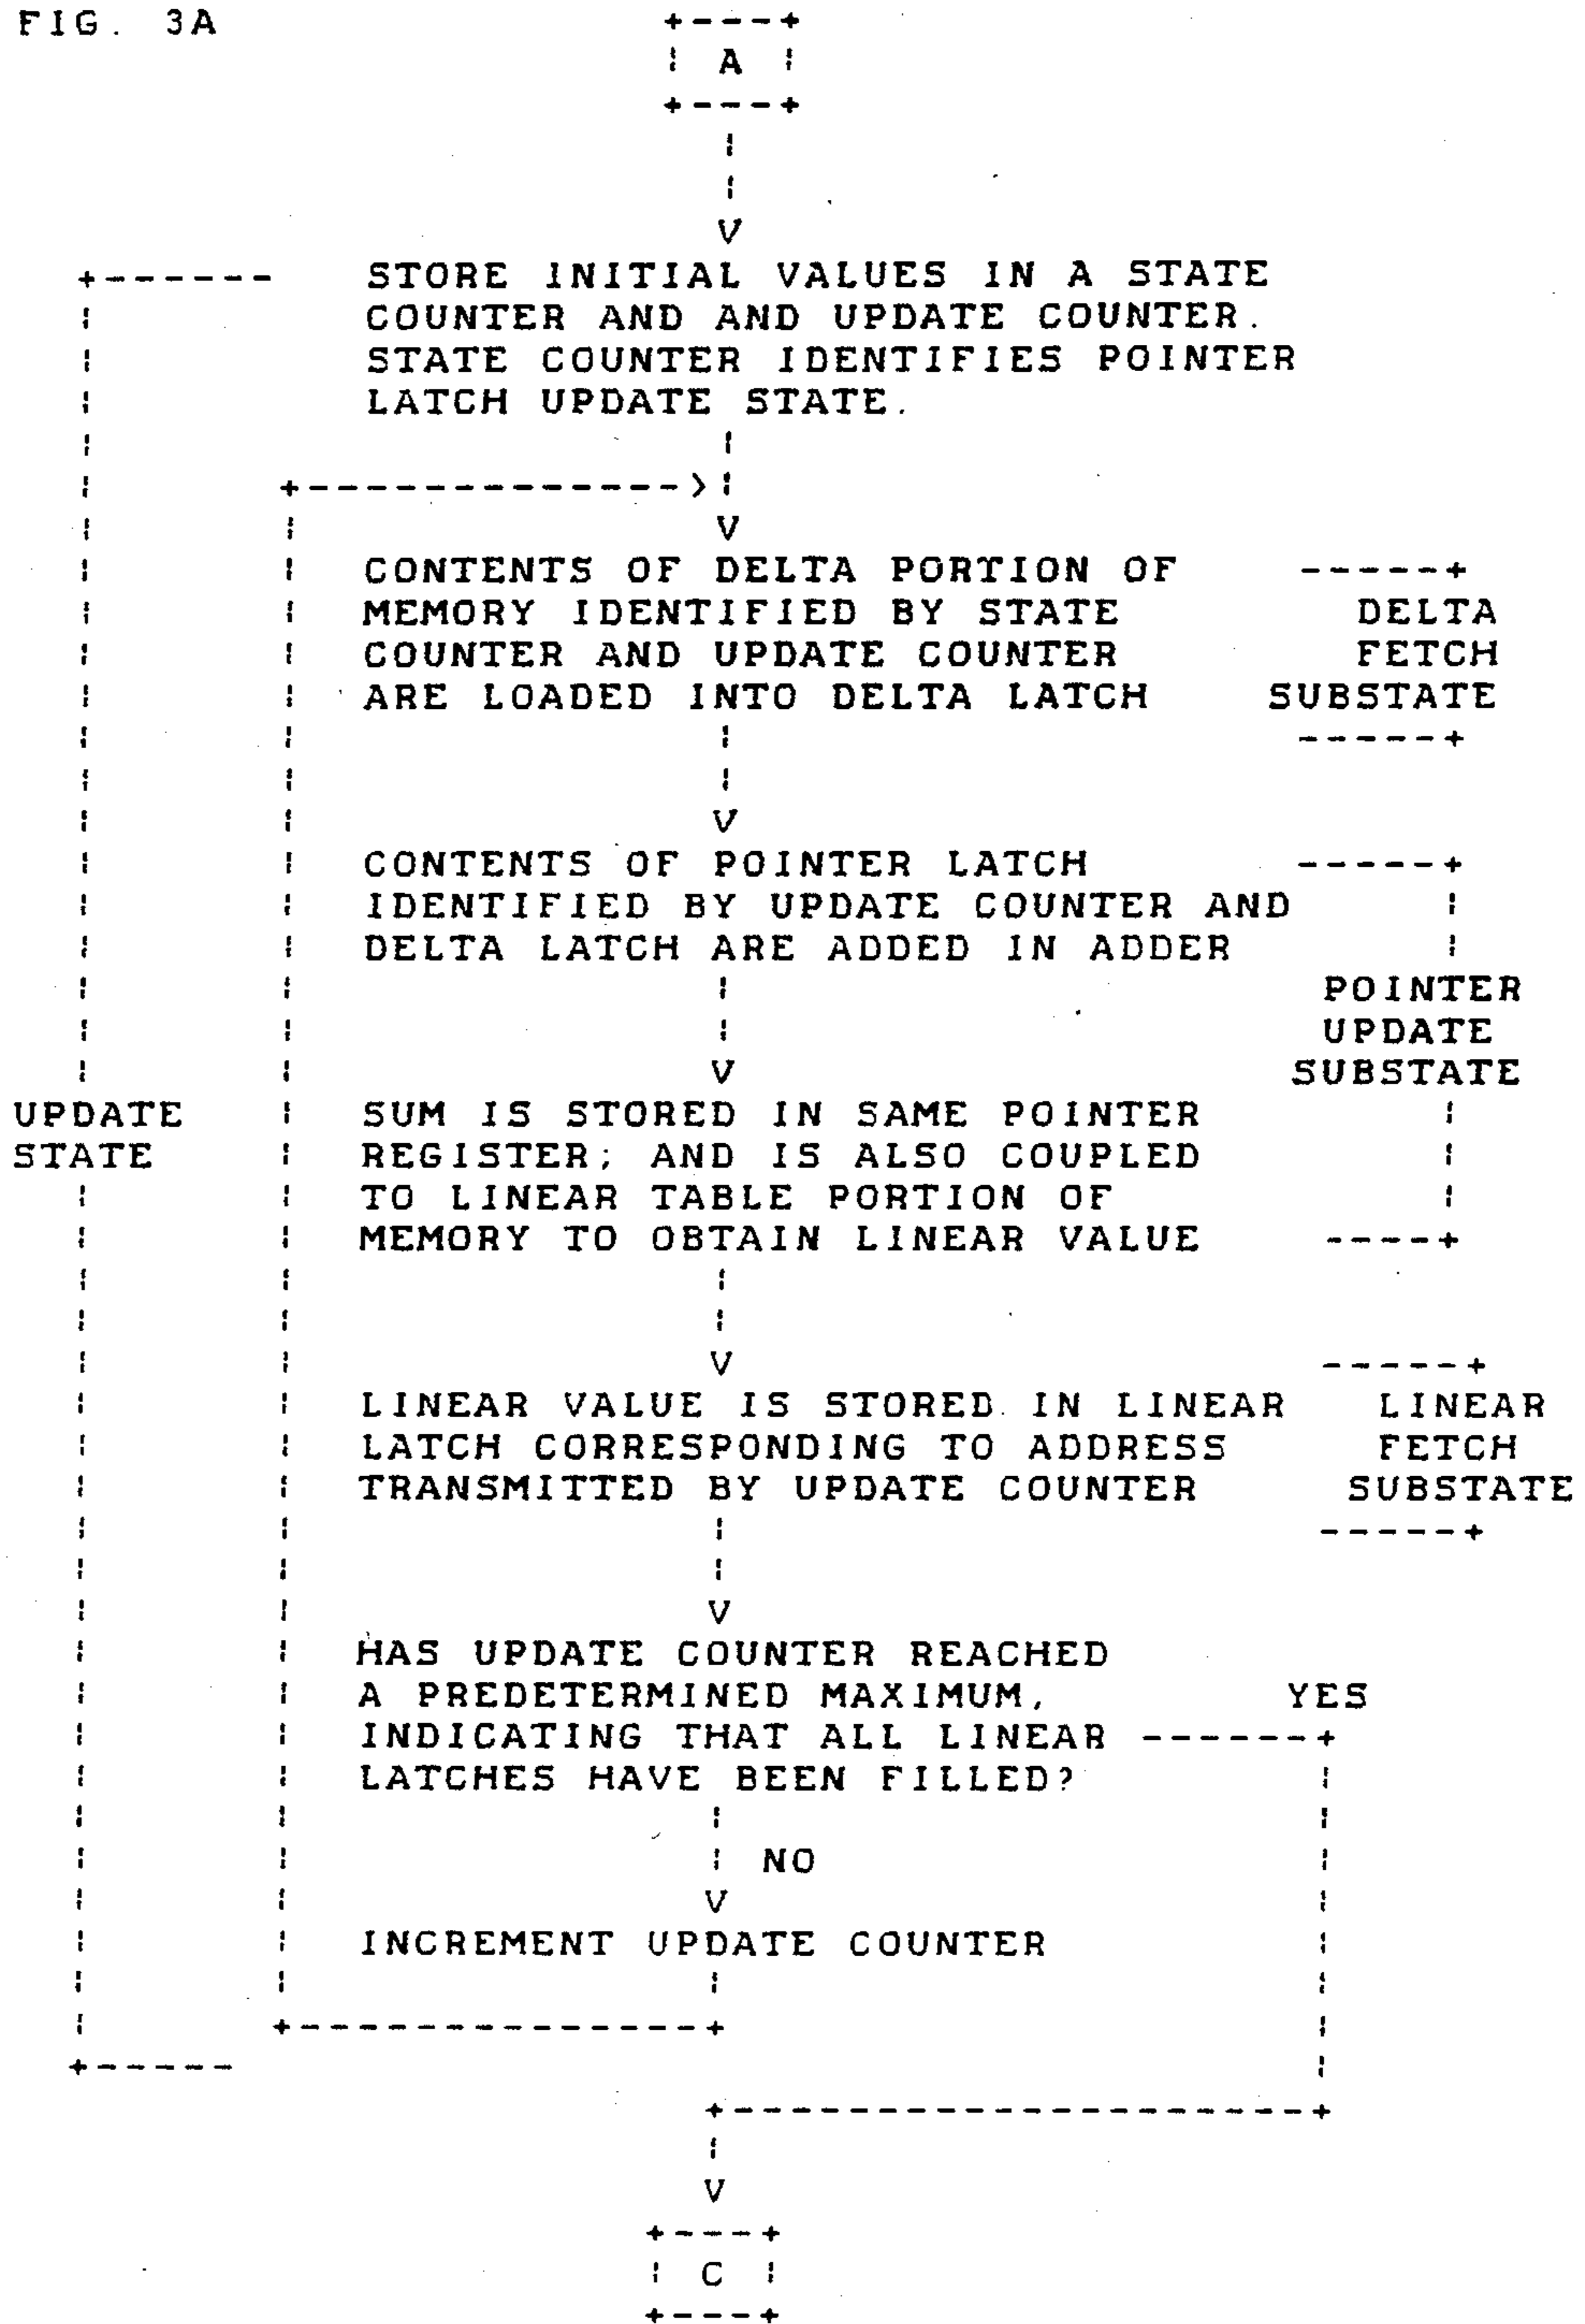 FIG. 3A
A
STORE INITIAL VALUES IN A STATE
COUNTER AND AND UPDATE COUNTER.
STATE COUNTER IDENTIFIES POINTER
LATCH UPDATE STATE.
CONTENTS OF DELTA PORTION OF
MEMORY IDENTIFIED BY STATE
COUNTER AND UPDATE COUNTER
ARE LOADED INTO DELTA LATCH
DELTA
FETCH
SUBSTATE
CONTENTS OF POINTER LATCH
IDENTIFIED BY UPDATE COUNTER AND
DELTA LATCH ARE ADDED IN ADDER
POINTER
UPDATE
SUBSTATE
UPDATE
STATE
SUM IS STORED IN SAME POINTER
REGISTER; AND IS ALSO COUPLED
TO LINEAR TABLE PORTION OF
MEMORY TO OBTAIN LINEAR VALUE
LINEAR VALUE IS STORED IN LINEAR
LATCH CORRESPONDING TO ADDRESS
TRANSMITTED BY UPDATE COUNTER
LINEAR
FETCH
SUBSTATE
HAS UPDATE COUNTER REACHED
A PREDETERMINED MAXIMUM,
INDICATING THAT ALL LINEAR
LATCHES HAVE BEEN FILLED?
YES
NO
INCREMENT UPDATE COUNTER
C